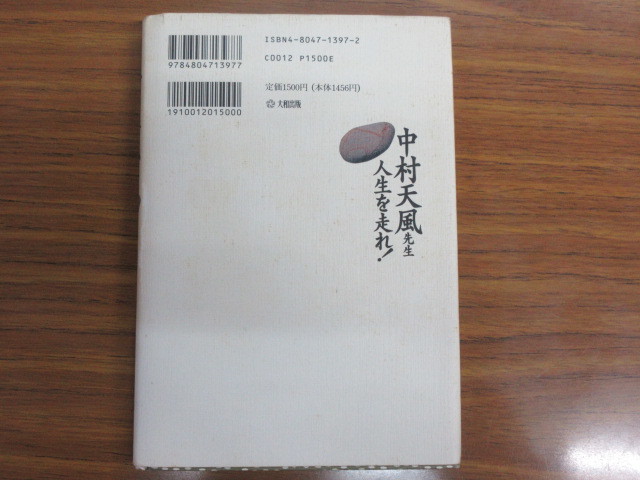 ISBN4-8047-1397-2
C0012 P1500E
9784804713977
定価1500円(本体1456円)
1910012015000
大和出版
中村天風先生
人生を走れ!